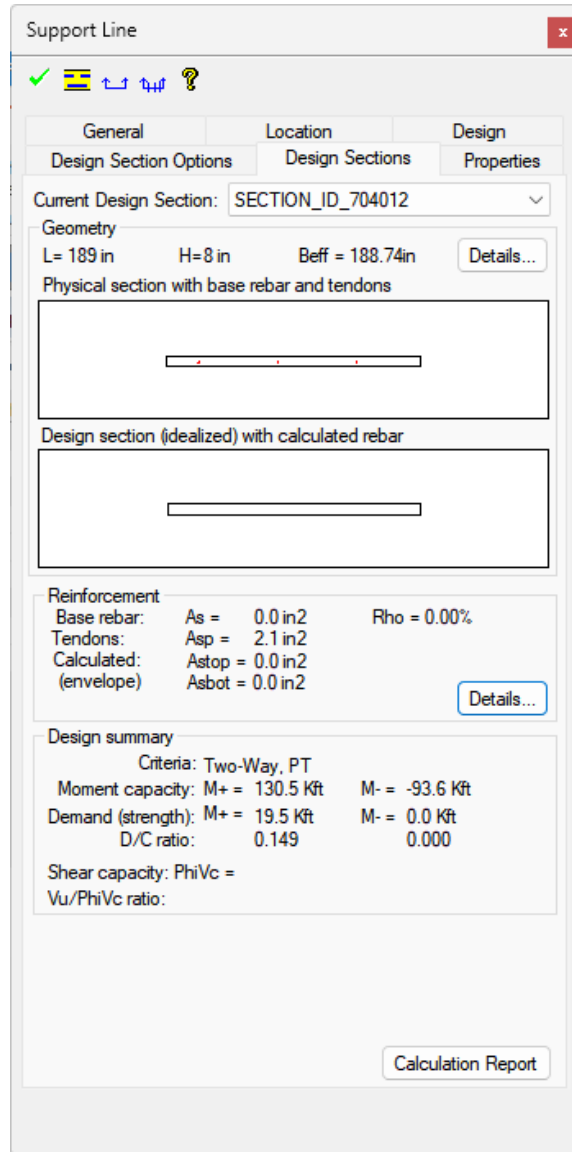 Support Line
x
?
General Location Design
Design Section Options Design Sections Properties
Current Design Section: SECTION_ID_704012
Geometry
L= 189 in H=8 in Beff = 188.74in Details...
Physical section with base rebar and tendons
Design section (idealized) with calculated rebar
Reinforcement
Base rebar: As = 0.0 in2 Rho = 0.00%
Tendons: Asp = 2.1 in2
Calculated: Astop = 0.0 in2
(envelope) Asbot = 0.0 in2
Details...
Design summary
Criteria: Two-Way, PT
Moment capacity: M+ = 130.5 Kft M- = -93.6 Kft
Demand (strength): M+ = 19.5 Kft M- = 0.0 Kft
D/C ratio: 0.149 0.000
Shear capacity: PhiVc =
Vu/PhiVc ratio:
Calculation Report